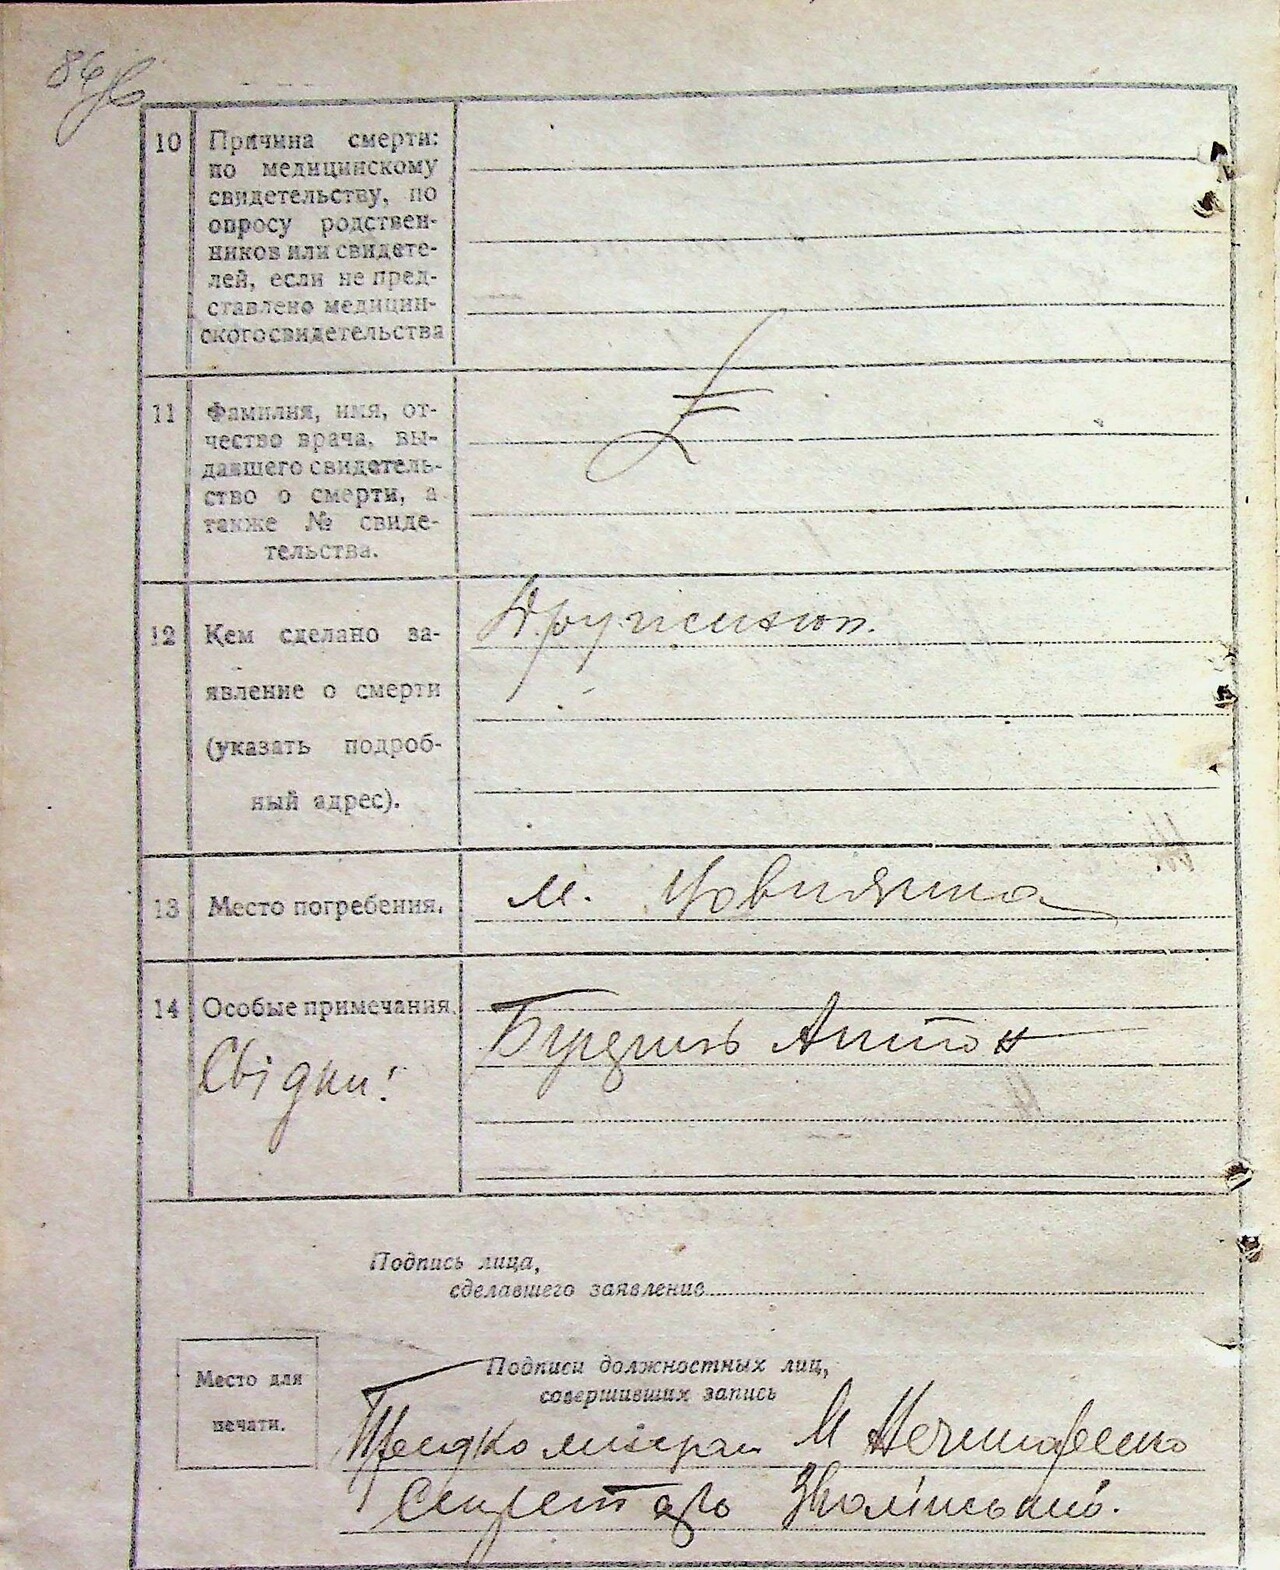 86
10 Причина смерти:
по медицинскому
свидетельству, по
опросу родствен-
ников или свидете-
лей, если не пред-
ставлено медицин-
ского свидетельства
11 Фамилия, имя, от-
чество врача, вы-
давшего свидетель-
ство о смерти, а
также № свиде-
тельства.
12 Кем сделано за-
явление о смерти
(указать подроб-
ный адрес).
13 Место погребения.
м.
14 Особые примечания.
Свідки:
Антон
Подпись лица,
сделавшего заявление
Место для
печати.
Подписи должностных лиц,
совершивших запись
М
Секретарь